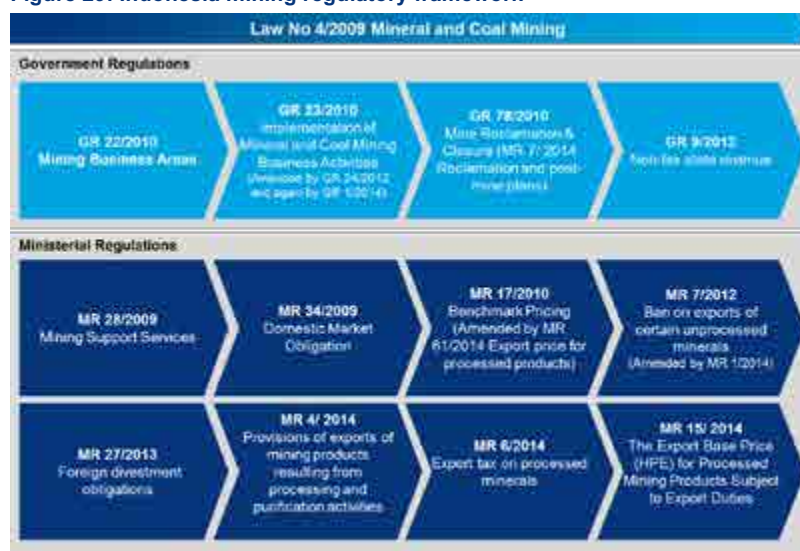 Law No 4/2009 Mineral and Coal Mining
Government Regulations
GR 22/2010
Mining Business Areas
GR 23/2010
Implementation of
Mineral and Coal Mining
Business Activities
(Amended by GR 24/2012
and again by GR 1/2014)
GR 78/2010
Mine Reclamation &
Closure (MR 7/ 2014
Reclamation and post-
mine plans)
GR 9/2012
Non-tax state revenue
Ministerial Regulations
MR 28/2009
Mining Support Services
MR 34/2009
Domestic Market
Obligation
MR 17/2010
Benchmark Pricing
(Amended by MR
61/2014 Export price for
processed products)
MR 7/2012
Ban on exports of
certain unprocessed
minerals
(Amended by MR 1/2014)
MR 27/2013
Foreign divestment
obligations
MR 4/ 2014
Provisions of exports of
mining products
resulting from
processing and
purification activities
MR 6/2014
Export tax on processed
minerals
MR 15/ 2014
The Export Base Price
(HPE) for Processed
Mining Products Subject
to Export Duties